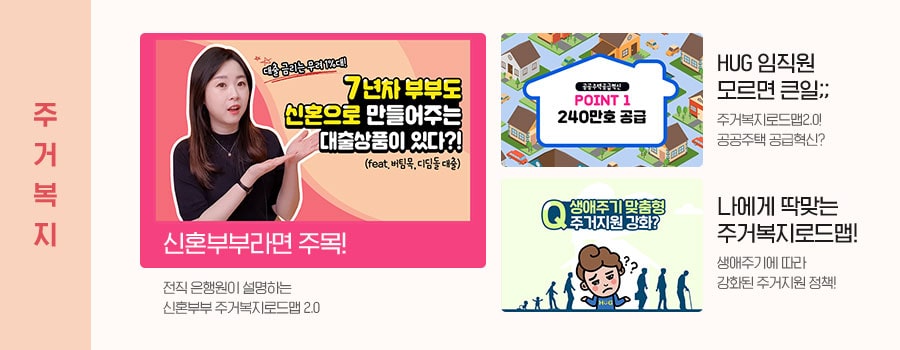 주거복지
대출 금리는 무려 1%대!
7년차 부부도
신혼으로 만들어주는
대출상품이 있다?!
(feat. 버팀목, 디딤돌 대출)
신혼부부라면 주목!
전직 은행원이 설명하는
신혼부부 주거복지로드맵 2.0
공공주택공급혁신
POINT 1
240만호 공급
HUG 임직원
모르면 큰일;;
주거복지로드맵2.0!
공공주택 공급혁신?
Q 생애주기 맞춤형
주거지원 강화?
???
HUG
나에게 딱맞는
주거복지로드맵!
생애주기에 따라
강화된 주거지원 정책!